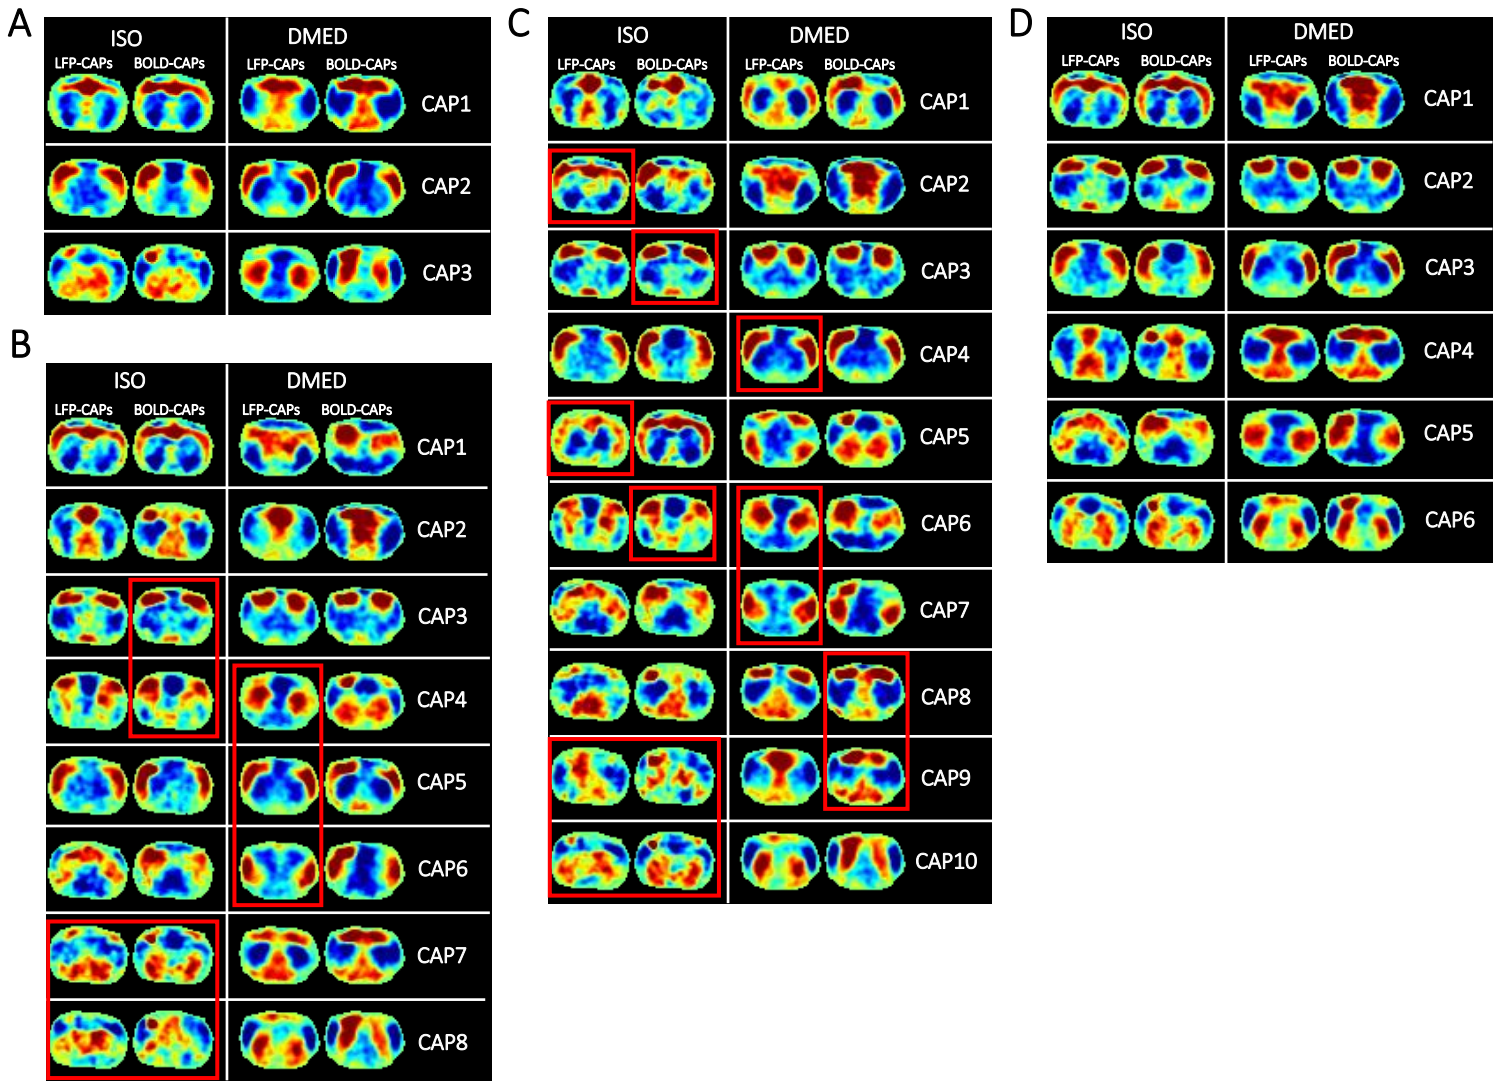 A
ISO DMED
LFP-CAPs BOLD-CAPs LFP-CAPs BOLD-CAPs
CAP1
CAP2
CAP3
B
ISO DMED
LFP-CAPs BOLD-CAPs LFP-CAPs BOLD-CAPs
CAP1
CAP2
CAP3
CAP4
CAP5
CAP6
CAP7
CAP8
C
ISO DMED
LFP-CAPs BOLD-CAPs LFP-CAPs BOLD-CAPs
CAP1
CAP2
CAP3
CAP4
CAP5
CAP6
CAP7
CAP8
CAP9
CAP10
D
ISO DMED
LFP-CAPs BOLD-CAPs LFP-CAPs BOLD-CAPs
CAP1
CAP2
CAP3
CAP4
CAP5
CAP6